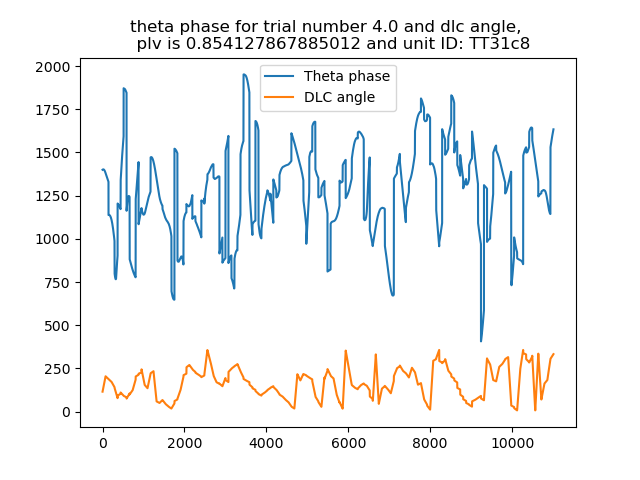 theta phase for trial number 4.0 and dlc angle,
plv is 0.854127867885012 and unit ID: TT31c8
Theta phase
DLC angle
2000
1750
1500
1250
1000
750
500
250
0
0 2000 4000 6000 8000 10000